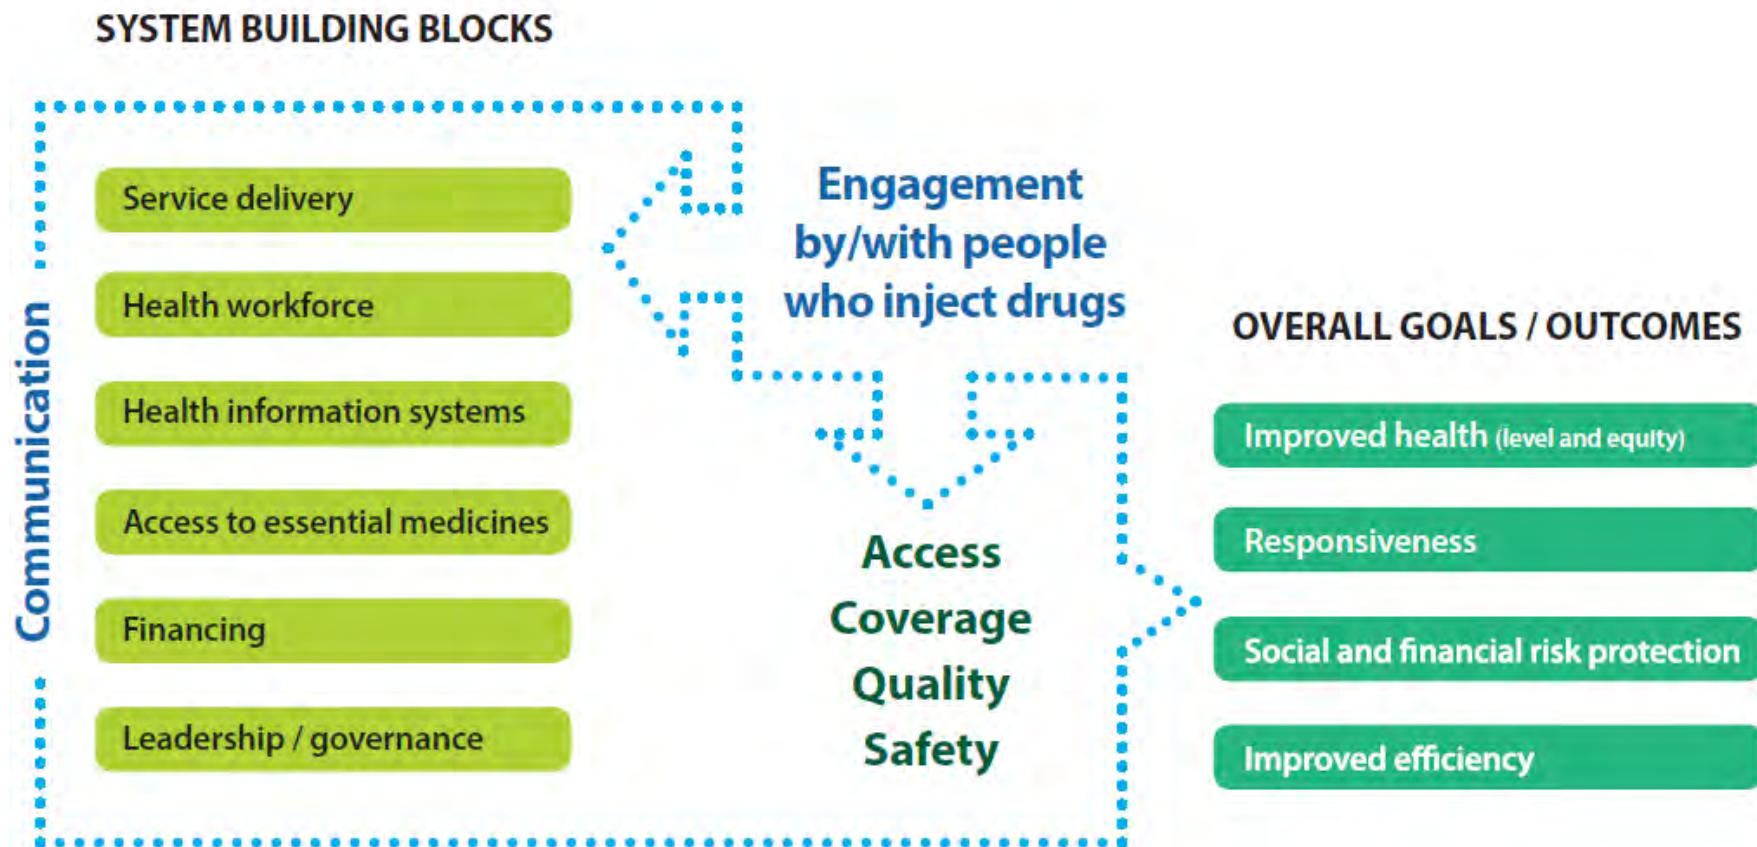 SYSTEM BUILDING BLOCKS
Communication
Service delivery
Health workforce
Health information systems
Access to essential medicines
Financing
Leadership / governance
Engagement
by/with people
who inject drugs
Access
Coverage
Quality
Safety
OVERALL GOALS / OUTCOMES
Improved health (level and equity)
Responsiveness
Social and financial risk protection
Improved efficiency